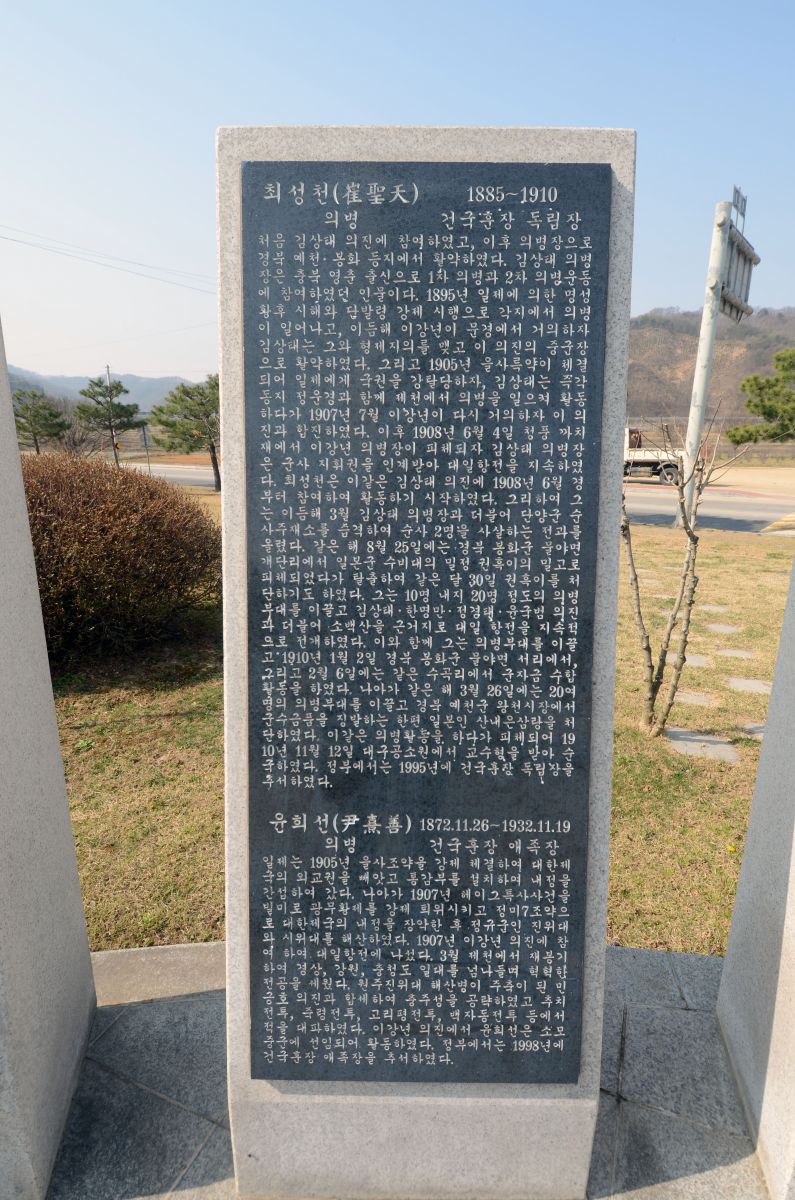 최성천(崔聖天) 1885~1910
의병 건국훈장 독립장
처음 김상태 의진에 참여하였고, 이후 의병장으로
경북 예천·봉화 등지에서 활약하였다. 김상태 의병
장은 충북 영춘 출신으로 1차 의병과 2차 의병운동
에 참여하였던 인물이다. 1895년 일제에 의한 명성
황후 시해와 단발령 강제 시행으로 각지에서 의병
이 일어나고, 이듬해 이강년이 문경에서 거의하자
김상태는 그와 형제지의를 맺고 이 의진의 중군장
으로 활약하였다. 그리고 1905년 을사륵약이 체결
되어 일제에게 국권을 강탈당하자, 김상태는 즉각
동지 정운경과 함께 제천에서 의병을 일으켜 활동
하다가 1907년 7월 이강년이 다시 거의하자 이 의
진과 합진하였다. 이후 1908년 6월 4일 청풍 까치
재에서 이강년 의병장이 피체되자 김상태 의병장
은 군사 지휘권을 인계받아 대일항전을 지속하였
다. 최성천은 이같은 김상태 의진에 1908년 6월 경
부터 참여하여 활동하기 시작하였다. 그리하여 그
는 이듬해 3월 김상태 의병장과 더불어 단양군 순
사주재소를 습격하여 순사 2명을 사살하는 전과를
올렸다. 같은 해 8월 25일에는 경북 봉화군 물야면
개단리에서 일본군 수비대의 밀정 권흑이의 밀고로
피체되었다가 탈출하여 같은 달 30일 권흑이를 처
단하기도 하였다. 그는 10명 내지 20명 정도의 의병
부대를 이끌고 김상태·한명만·정경태·윤국범 의진
과 더불어 소백산을 근거지로 대일 항전을 지속적
으로 전개하였다. 이와 함께 그는 의병부대를 이끌
고 1910년 1월 2일 경북 봉화군 물야면 서리에서,
그리고 2월 6일에는 같은 수곡리에서 군자금 수합
활동을 하였다. 나아가 같은 해 3월 26일에는 20여
명의 의병부대를 이끌고 경북 예천군 왕천시장에서
군수금품을 징발하는 한편 일본인 산내은삼랑을 처
단하였다. 이같은 의병활동을 하다가 피체되어 19
10년 11월 12일 대구공소원에서 교수형을 받아 순
국하였다. 정부에서는 1995년에 건국훈장 독립장을
추서하였다.
윤희선(尹熹善) 1872.11.26~1932.11.19
의병 건국훈장 애족장
일제는 1905년 을사조약을 강제 체결하여 대한제
국의 외교권을 빼앗고 통감부를 설치하여 내정을
간섭하여 갔다. 나아가 1907년 헤이그특사사건을
빌미로 광무황제를 강제 퇴위시키고 정미7조약으
로 대한제국의 내정을 장악한 후 정규군인 진위대
와 시위대를 해산하였다. 1907년 이강년 의진에 참
여 하여 대일항전에 나섰다. 3월 제천에서 재봉기
하여 경상, 강원, 충청도 일대를 넘나들며 혁혁한
전공을 세웠다. 원주진위대 해산병이 주축이 된 민
긍호 의진과 합세하여 충주성을 공략하였고 추치
전투, 죽령전투, 고리평전투, 백자동전투 등에서
적을 대파하였다. 이강년 의진에서 윤희선은 소모
중군에 선임되어 활동하였다. 정부에서는 1998년에
건국훈장 애족장을 추서하였다.